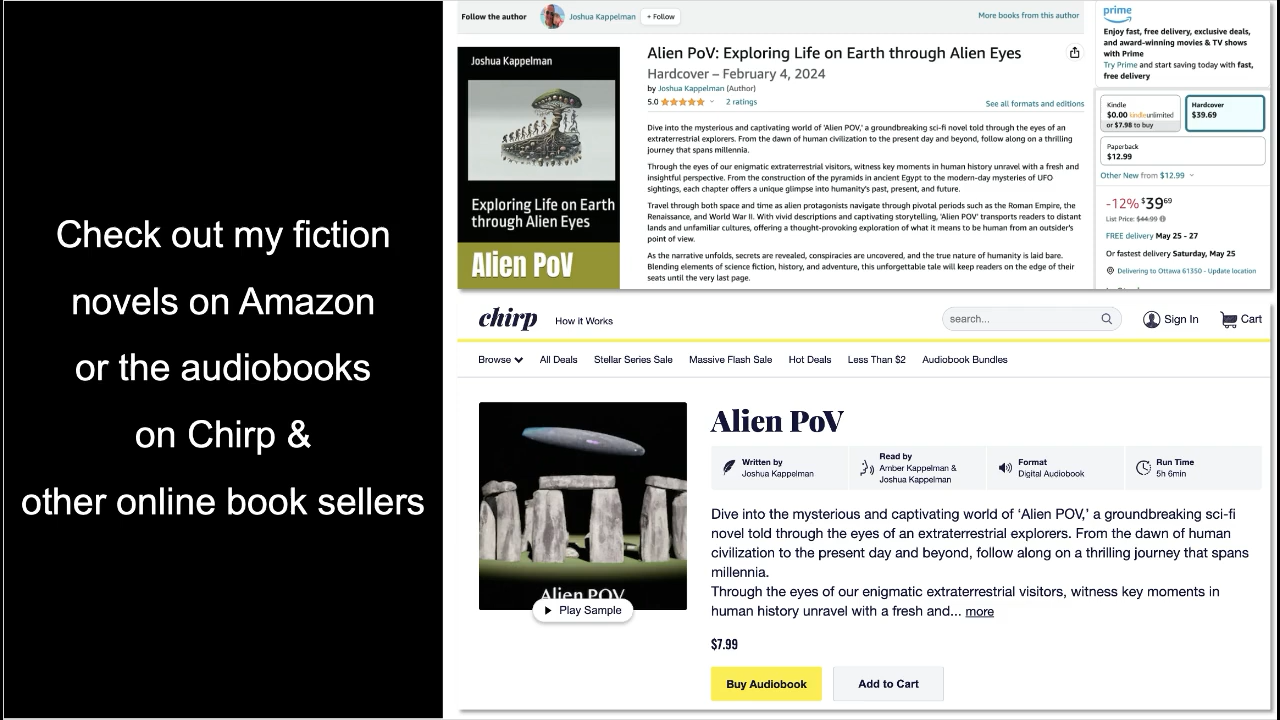 Check out my fiction
novels on Amazon
or the audiobooks
on Chirp &
other online book sellers
Follow the author
Joshua Kappelman
+ Follow
More books from this author
Joshua Kappelman
Exploring Life on Earth
through Alien Eyes
Alien PoV
Alien PoV: Exploring Life on Earth through Alien Eyes
Hardcover – February 4, 2024
by Joshua Kappelman (Author)
5.0 2 ratings
See all formats and editions
Dive into the mysterious and captivating world of 'Alien POV,' a groundbreaking sci-fi novel told through the eyes of an
extraterrestrial explorers. From the dawn of human civilization to the present day and beyond, follow along on a thrilling
journey that spans millennia.
Through the eyes of our enigmatic extraterrestrial visitors, witness key moments in human history unravel with a fresh and
insightful perspective. From the construction of the pyramids in ancient Egypt to the modern-day mysteries of UFO
sightings, each chapter offers a unique glimpse into humanity's past, present, and future.
Travel through both space and time as alien protagonists navigate through pivotal periods such as the Roman Empire, the
Renaissance, and World War II. With vivid descriptions and captivating storytelling, 'Alien POV' transports readers to distant
lands and unfamiliar cultures, offering a thought-provoking exploration of what it means to be human from an outsider's
point of view.
As the narrative unfolds, secrets are revealed, conspiracies are uncovered, and the true nature of humanity is laid bare.
Blending elements of science fiction, history, and adventure, this unforgettable tale will keep readers on the edge of their
seats until the very last page.
prime
Enjoy fast, free delivery, exclusive deals,
and award-winning movies & TV shows
with Prime
Try Prime and start saving today with fast,
free delivery
Kindle
$0.00 kindleunlimited
or $7.98 to buy
Hardcover
$39.69
Paperback
$12.99
Other New from $12.99
-12% $39 69
List Price: $44.99
FREE delivery May 25 - 27
Or fastest delivery Saturday, May 25
Delivering to Ottawa 61350 - Update location
chirp
How it Works
search...
Sign In
Cart
Browse
All Deals
Stellar Series Sale
Massive Flash Sale
Hot Deals
Less Than $2
Audiobook Bundles
Alien POV
Play Sample
Alien PoV
Written by
Joshua Kappelman
Read by
Amber Kappelman &
Joshua Kappelman
Format
Digital Audiobook
Run Time
5h 6min
Dive into the mysterious and captivating world of ‘Alien POV,’ a groundbreaking sci-fi
novel told through the eyes of an extraterrestrial explorers. From the dawn of human
civilization to the present day and beyond, follow along on a thrilling journey that spans
millennia.
Through the eyes of our enigmatic extraterrestrial visitors, witness key moments in
human history unravel with a fresh and... more
$7.99
Buy Audiobook
Add to Cart